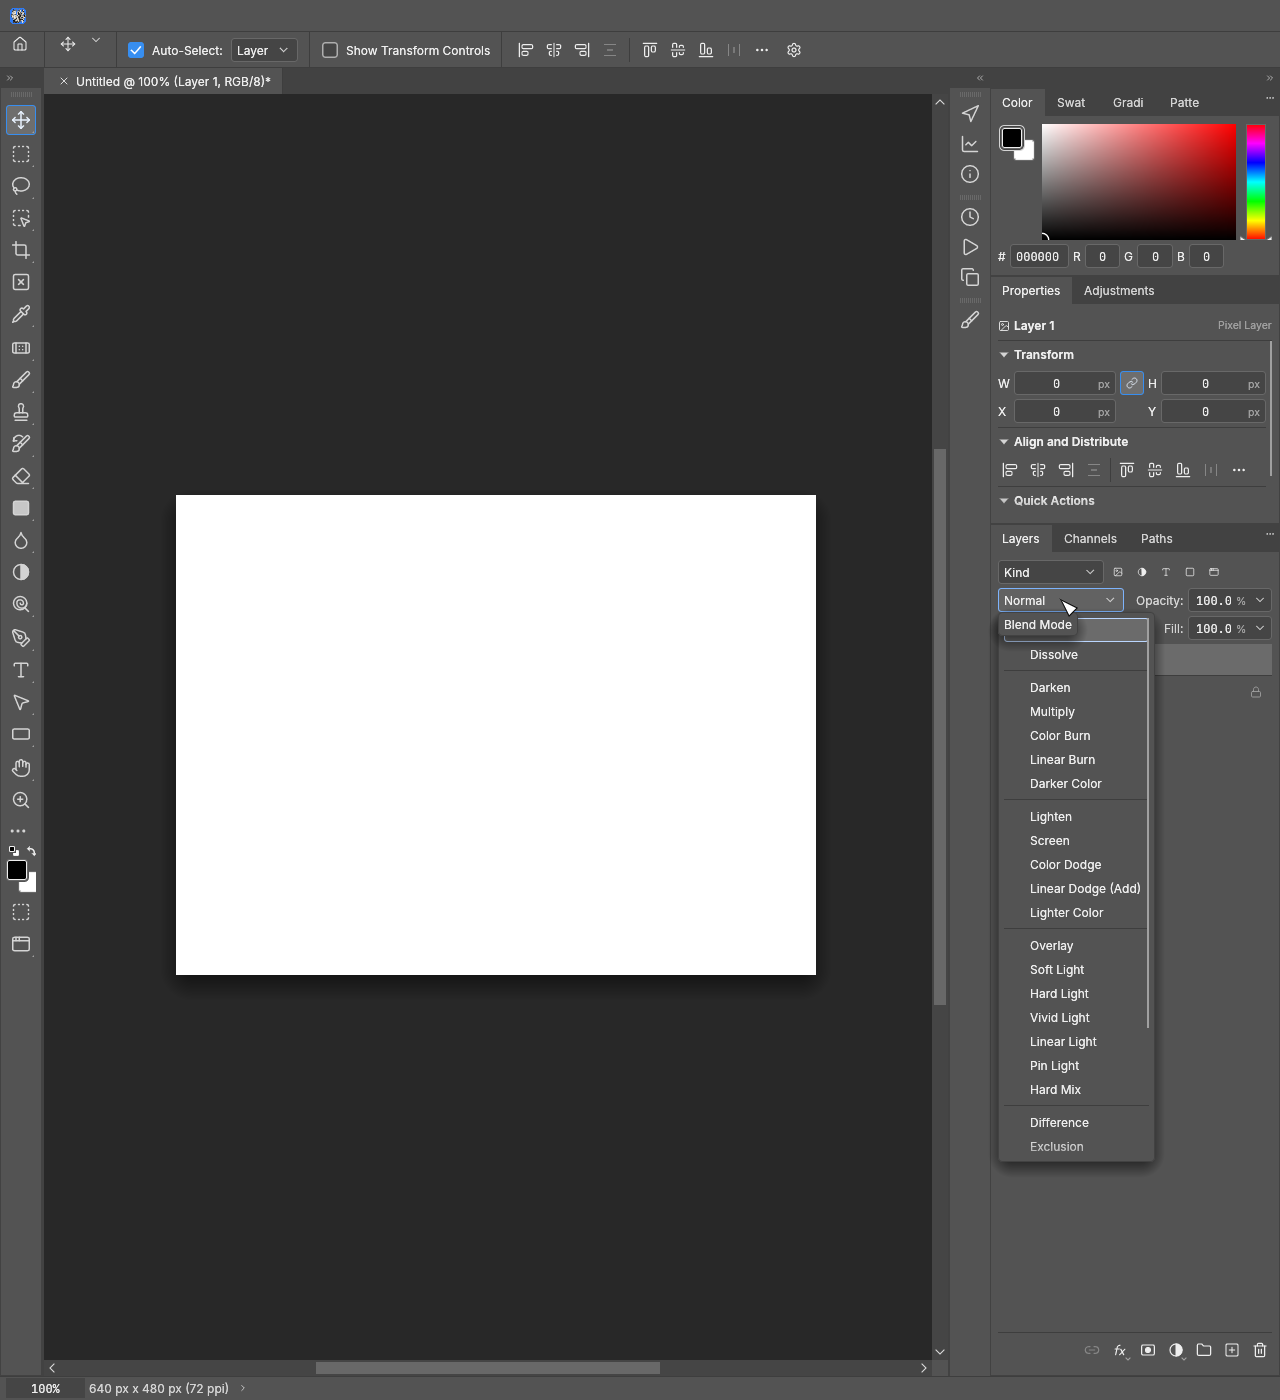 Auto-Select: Layer Show Transform Controls
Untitled @ 100% (Layer 1, RGB/8)*
Color Swat Gradi Patte
# 000000 R 0 G 0 B 0
Properties Adjustments
Layer 1 Pixel Layer
Transform
W 0 px H 0 px
X 0 px Y 0 px
Align and Distribute
Quick Actions
Layers Channels Paths
Kind
Normal Opacity: 100.0 %
Blend Mode Fill: 100.0 %
Dissolve
Darken
Multiply
Color Burn
Linear Burn
Darker Color
Lighten
Screen
Color Dodge
Linear Dodge (Add)
Lighter Color
Overlay
Soft Light
Hard Light
Vivid Light
Linear Light
Pin Light
Hard Mix
Difference
Exclusion
fx
100% 640 px x 480 px (72 ppi)